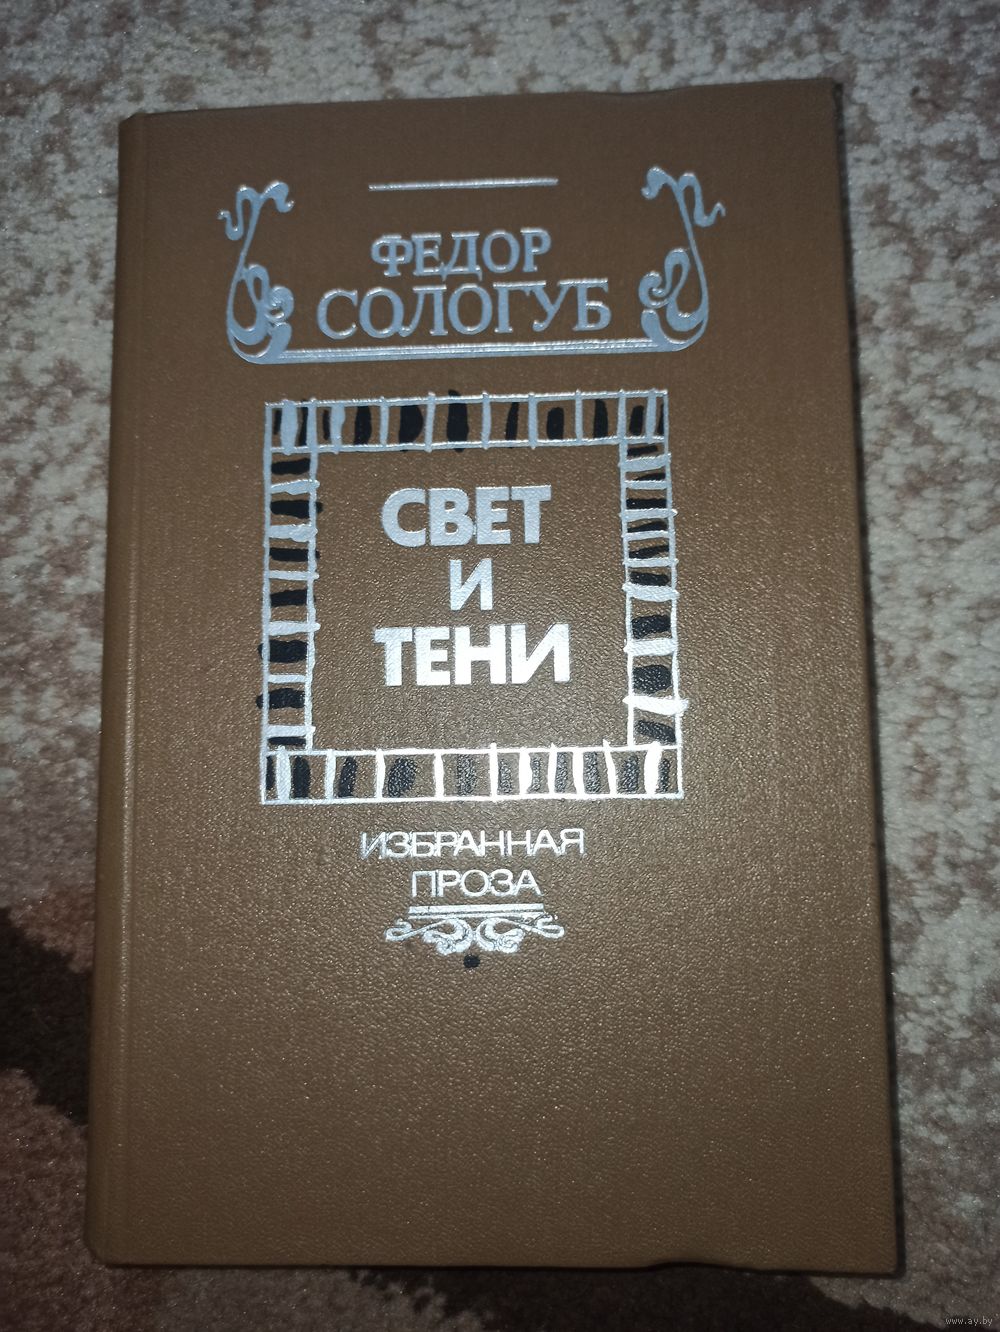 ФЕДОР
СОЛОГУБ
СВЕТ
И
ТЕНИ
ИЗБРАННАЯ
ПРОЗА
www.ay.by